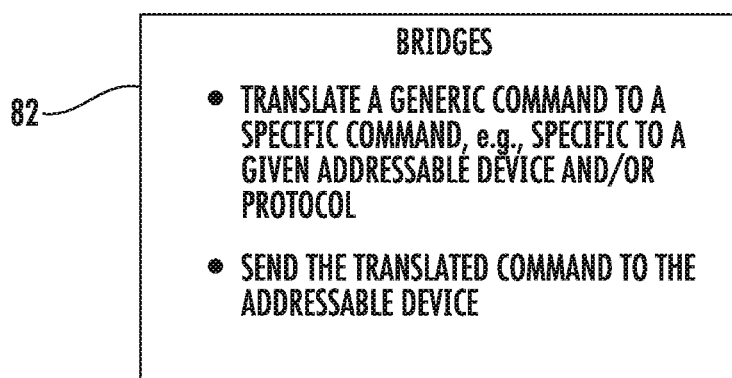 BRIDGES
82
● TRANSLATE A GENERIC COMMAND TO A
SPECIFIC COMMAND, e.g., SPECIFIC TO A
GIVEN ADDRESSABLE DEVICE AND/OR
PROTOCOL
● SEND THE TRANSLATED COMMAND TO THE
ADDRESSABLE DEVICE